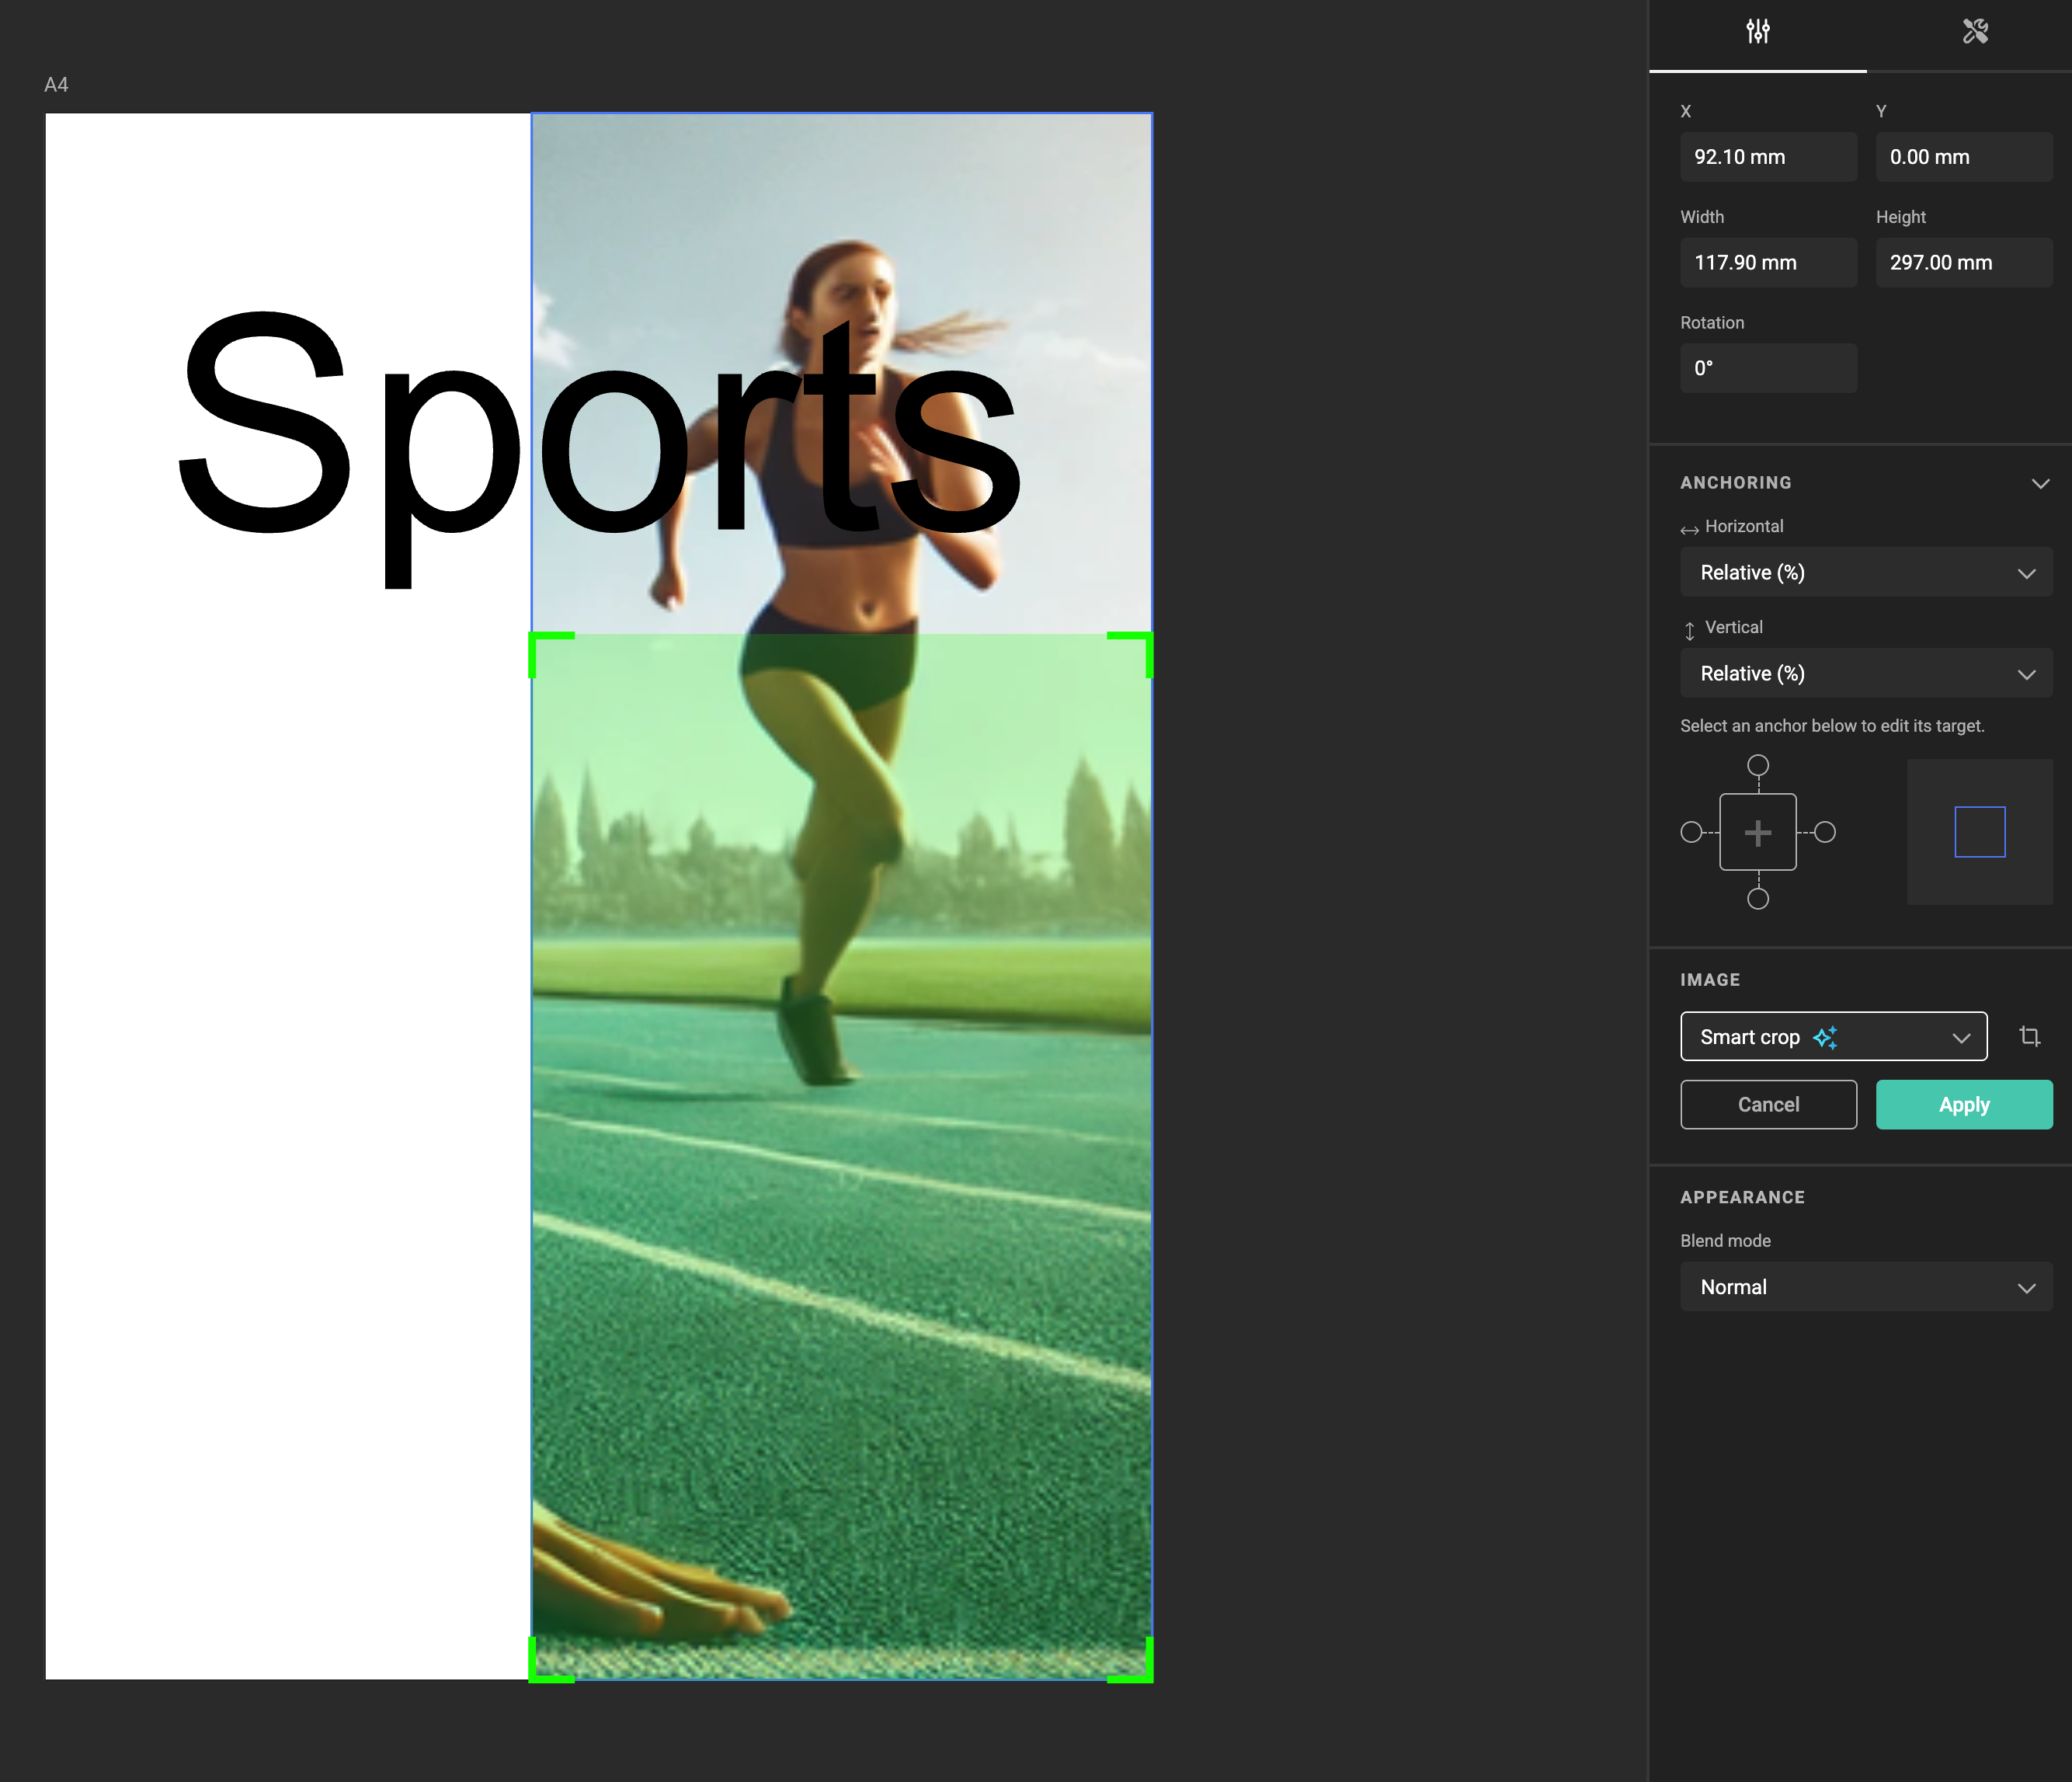 A4
Sports
X Y
92.10 mm 0.00 mm
Width Height
117.90 mm 297.00 mm
Rotation
0°
ANCHORING
Horizontal
Relative (%)
Vertical
Relative (%)
Select an anchor below to edit its target.
IMAGE
Smart crop
Cancel Apply
APPEARANCE
Blend mode
Normal